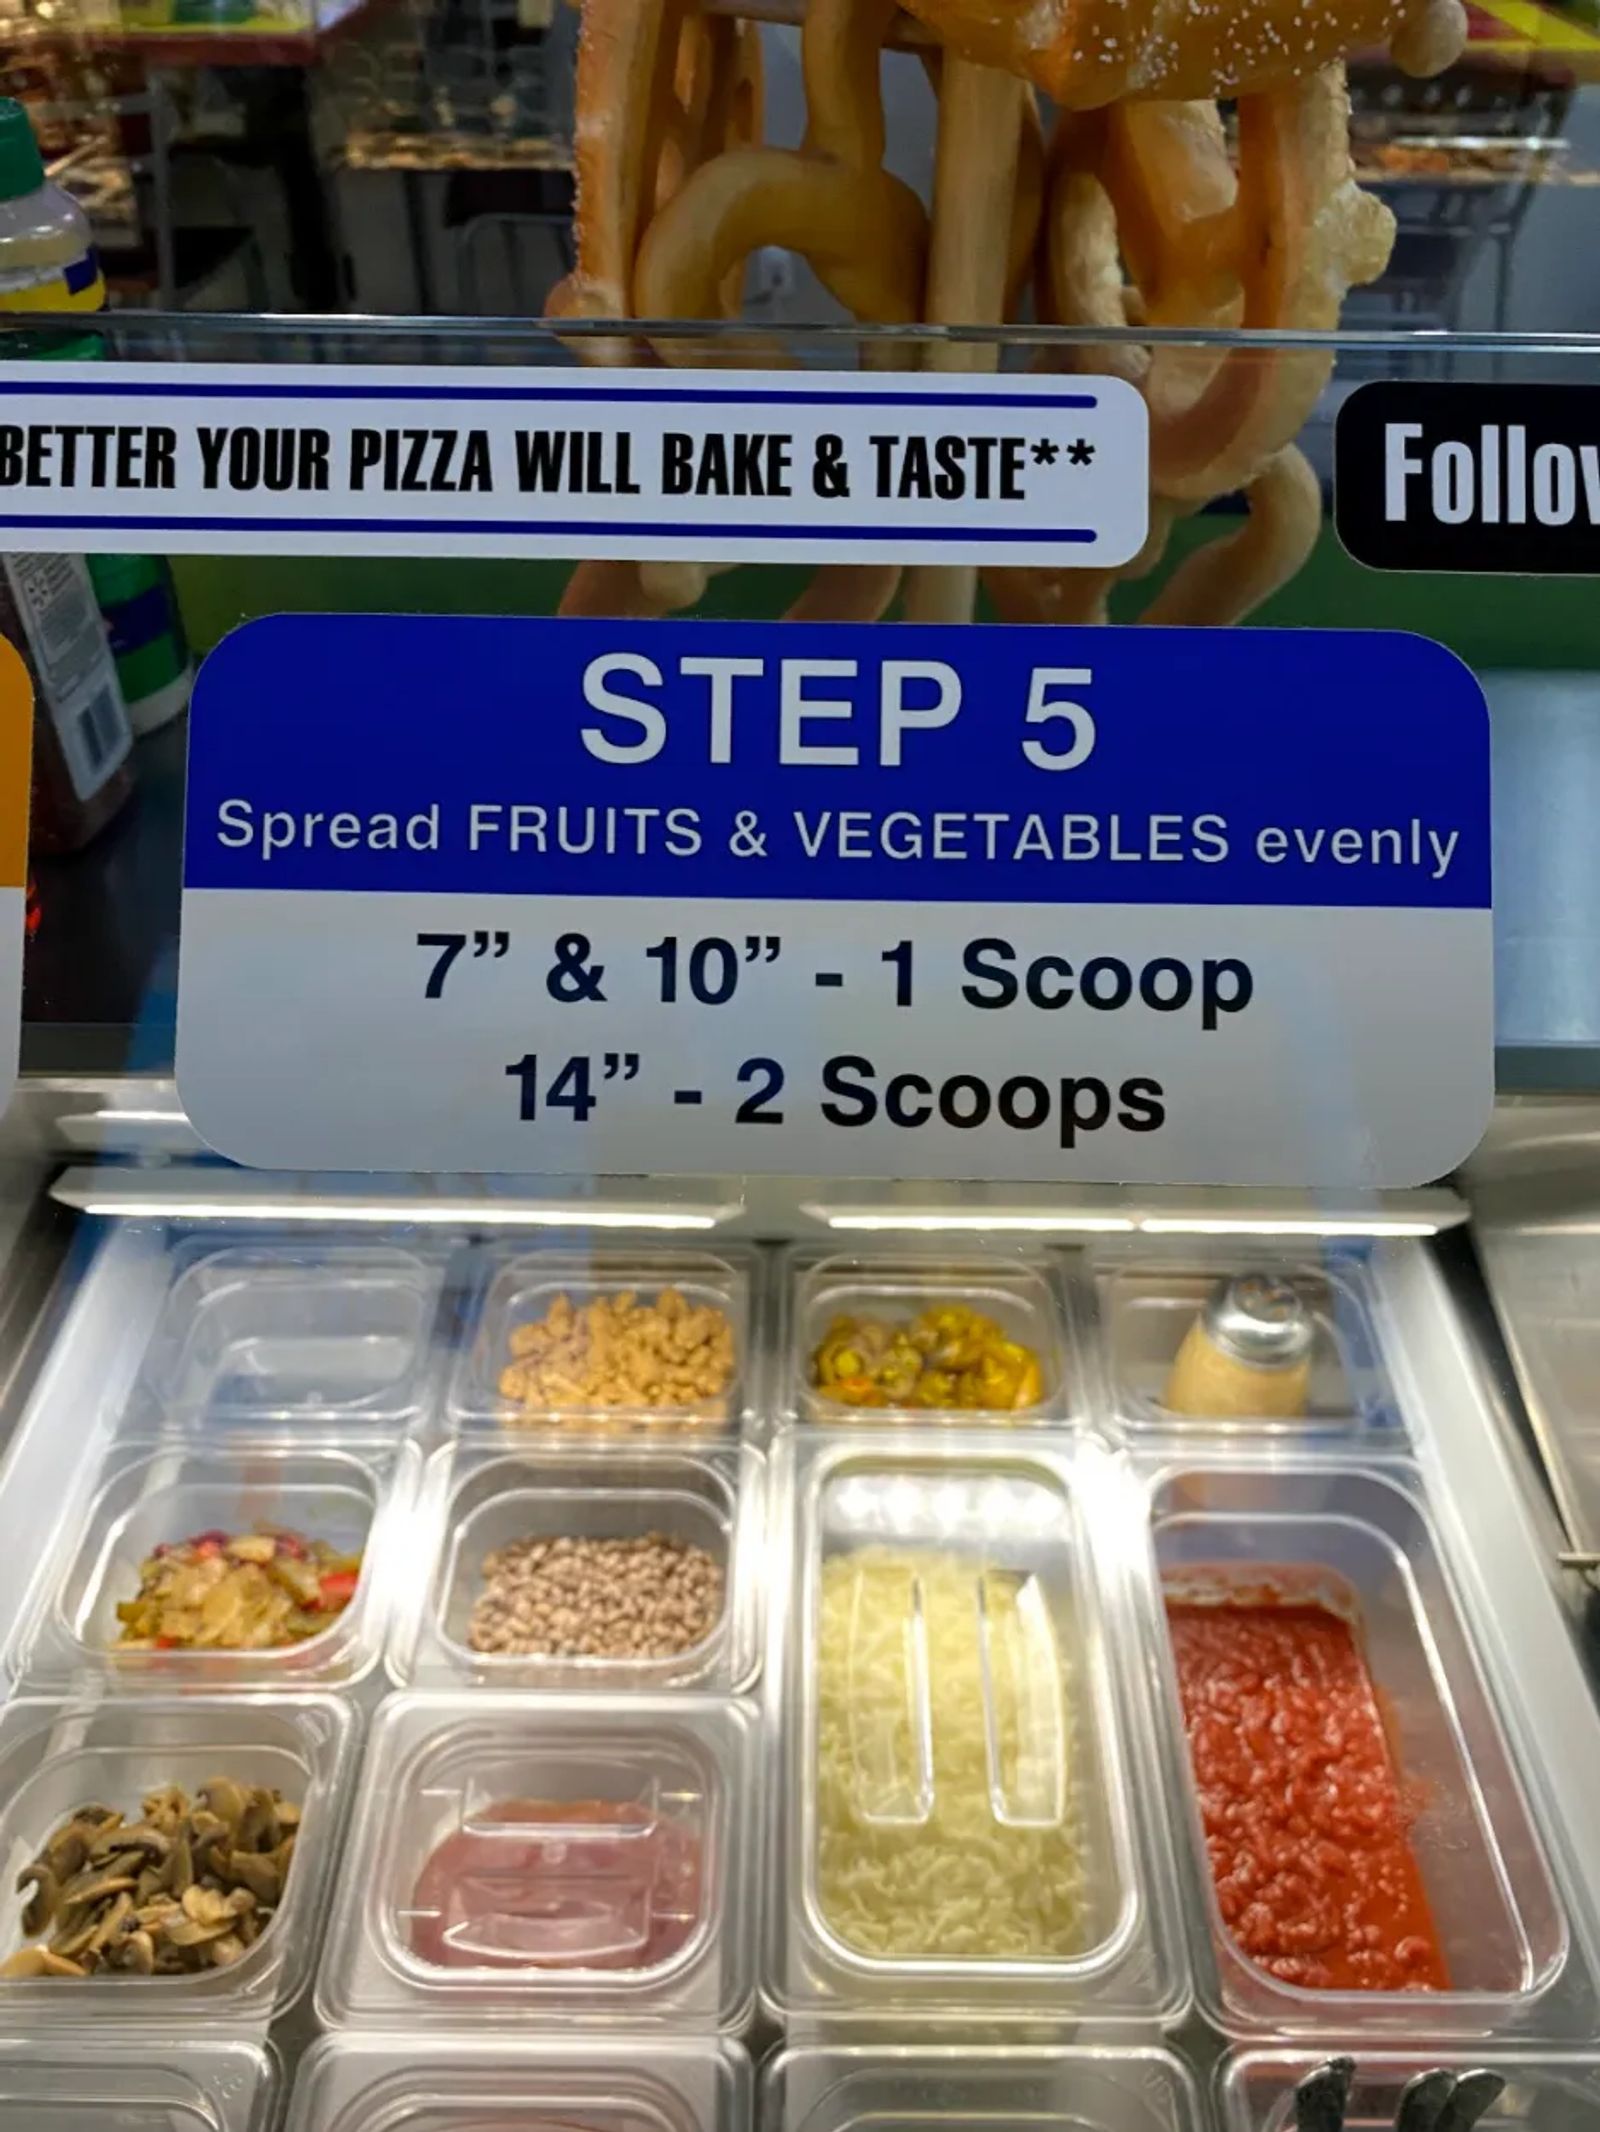 BETTER YOUR PIZZA WILL BAKE & TASTE**
STEP 5
Spread FRUITS & VEGETABLES evenly
7” & 10” - 1 Scoop
14” - 2 Scoops